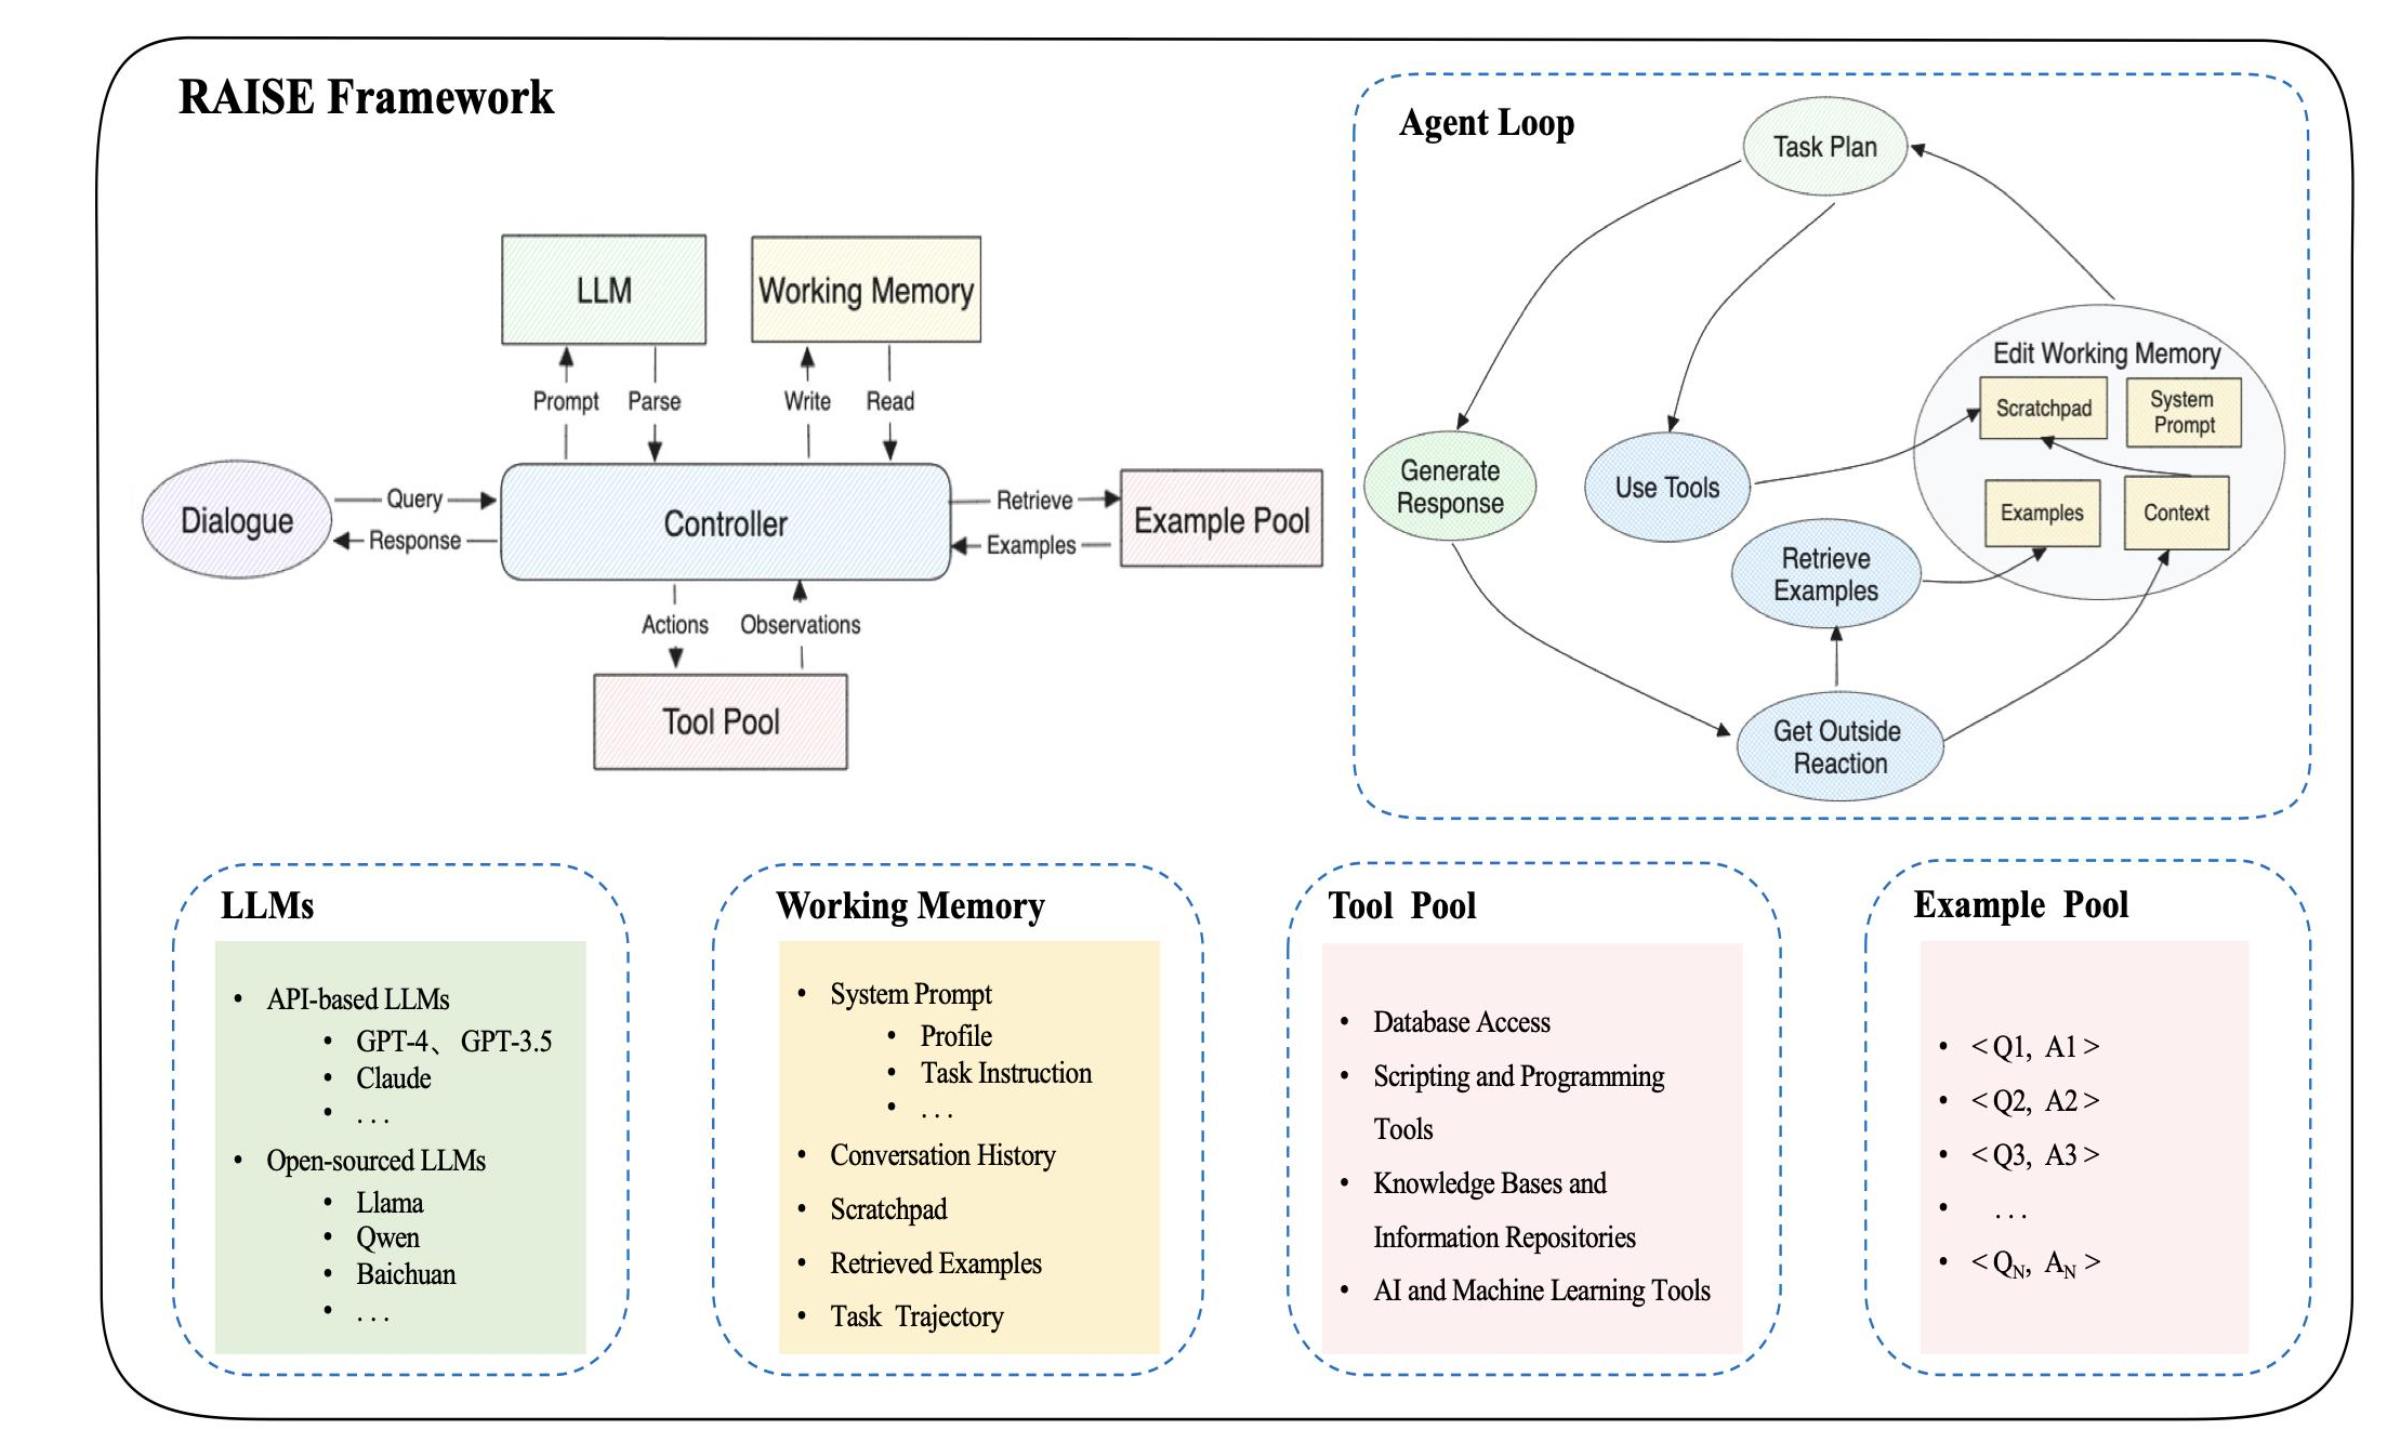 RAISE Framework
LLM
Working Memory
Prompt
Parse
Write
Read
Dialogue
Query
Response
Controller
Retrieve
Examples
Example Pool
Actions
Observations
Tool Pool
Agent Loop
Task Plan
Generate
Response
Use Tools
Edit Working Memory
Scratchpad
System
Prompt
Examples
Context
Retrieve
Examples
Get Outside
Reaction
LLMs
• API-based LLMs
• GPT-4、 GPT-3.5
• Claude
• . . .
• Open-sourced LLMs
• Llama
• Qwen
• Baichuan
• . . .
Working Memory
• System Prompt
• Profile
• Task Instruction
• . . .
• Conversation History
• Scratchpad
• Retrieved Examples
• Task Trajectory
Tool Pool
• Database Access
• Scripting and Programming
Tools
• Knowledge Bases and
Information Repositories
• AI and Machine Learning Tools
Example Pool
• < Q1, A1 >
• < Q2, A2 >
• < Q3, A3 >
• . . .
• < QN, AN >